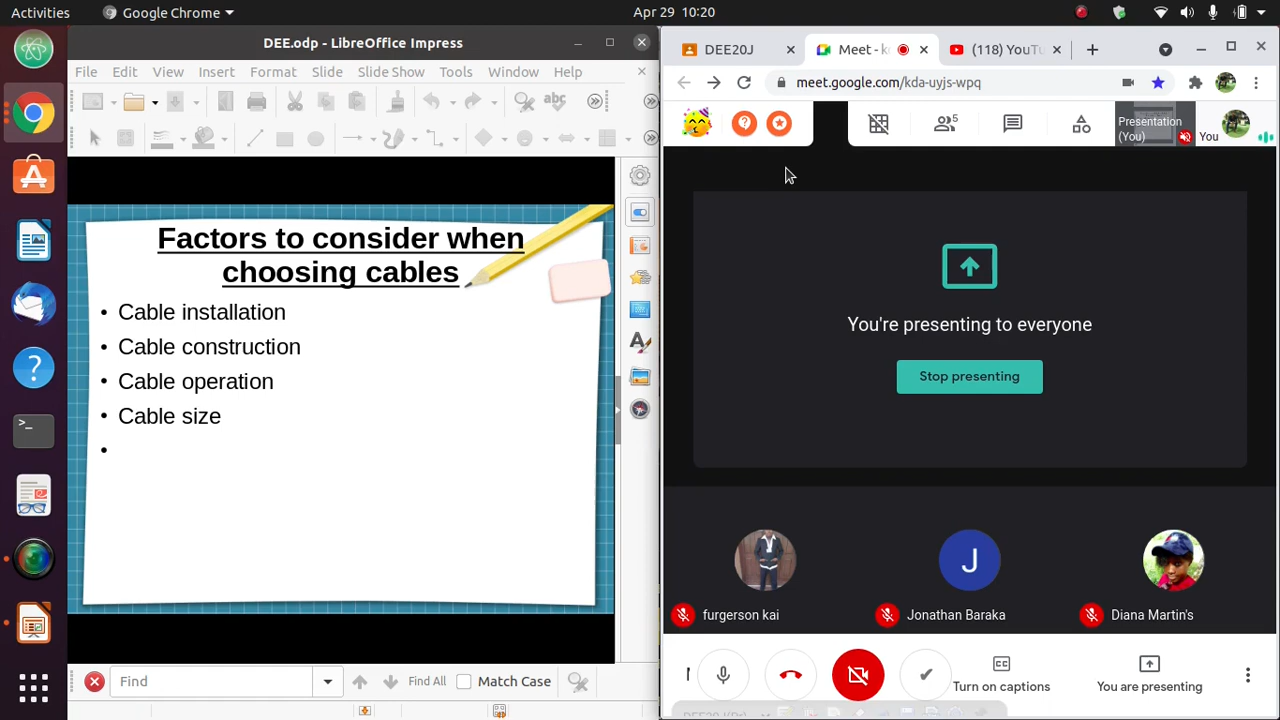 Activities
Google Chrome
Apr 29 10:20
DEE.odp - LibreOffice Impress
File Edit View Insert Format Slide Slide Show Tools Window Help
Factors to consider when
choosing cables
• Cable installation
• Cable construction
• Cable operation
• Cable size
•
Find
Find All
Match Case
DEE20J
Meet - k
(118) YouTu
meet.google.com/kda-uyjs-wpq
5
Presentation
(You)
You
You're presenting to everyone
Stop presenting
J
furgerson kai
Jonathan Baraka
Diana Martin's
Turn on captions
You are presenting